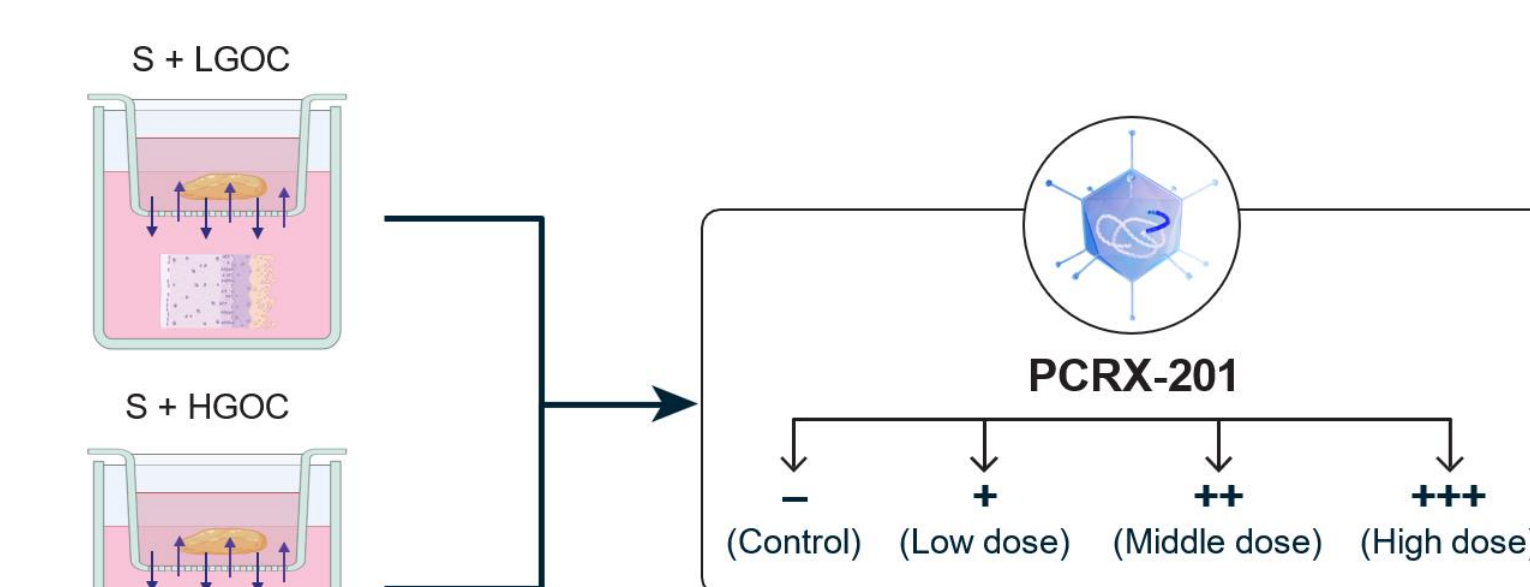 S + LGOC
S + HGOC
PCRX-201
– + ++ +++
(Control) (Low dose) (Middle dose) (High dose)